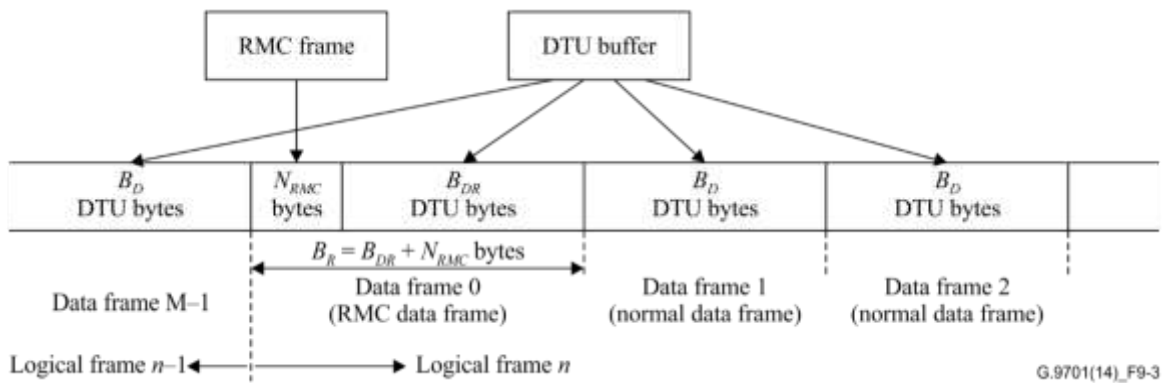 RMC frame
DTU buffer
B_D
DTU bytes
N_RMC
bytes
B_DR
DTU bytes
B_D
DTU bytes
B_D
DTU bytes
B_R = B_DR + N_RMC bytes
Data frame M–1
Data frame 0
(RMC data frame)
Data frame 1
(normal data frame)
Data frame 2
(normal data frame)
Logical frame n–1
Logical frame n
G.9701(14)_F9-3